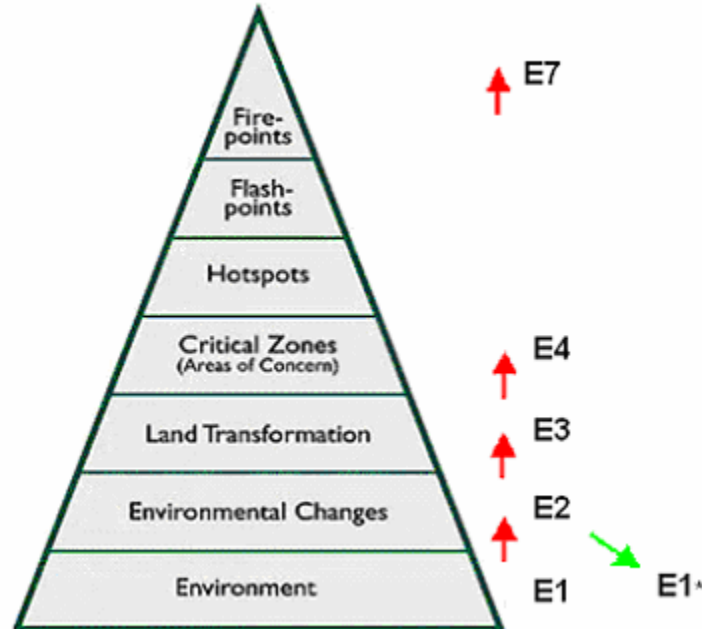 E7
Fire-
points
Flash-
points
Hotspots
Critical Zones
(Areas of Concern)
E4
Land Transformation
E3
Environmental Changes
E2
Environment
E1
E1*